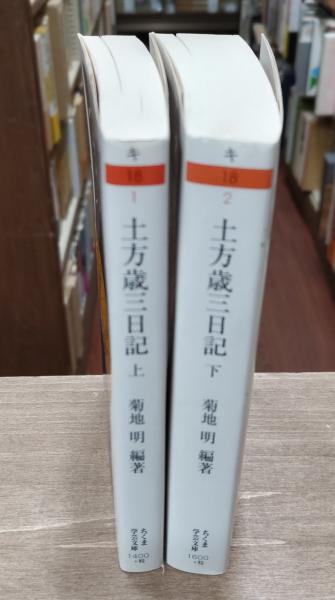 キ
18
1
土方歳三日記 上
菊地 明 編著
ちくま
学芸文庫
1400
+税
キ
18
2
土方歳三日記 下
菊地 明 編著
ちくま
学芸文庫
1600
+税